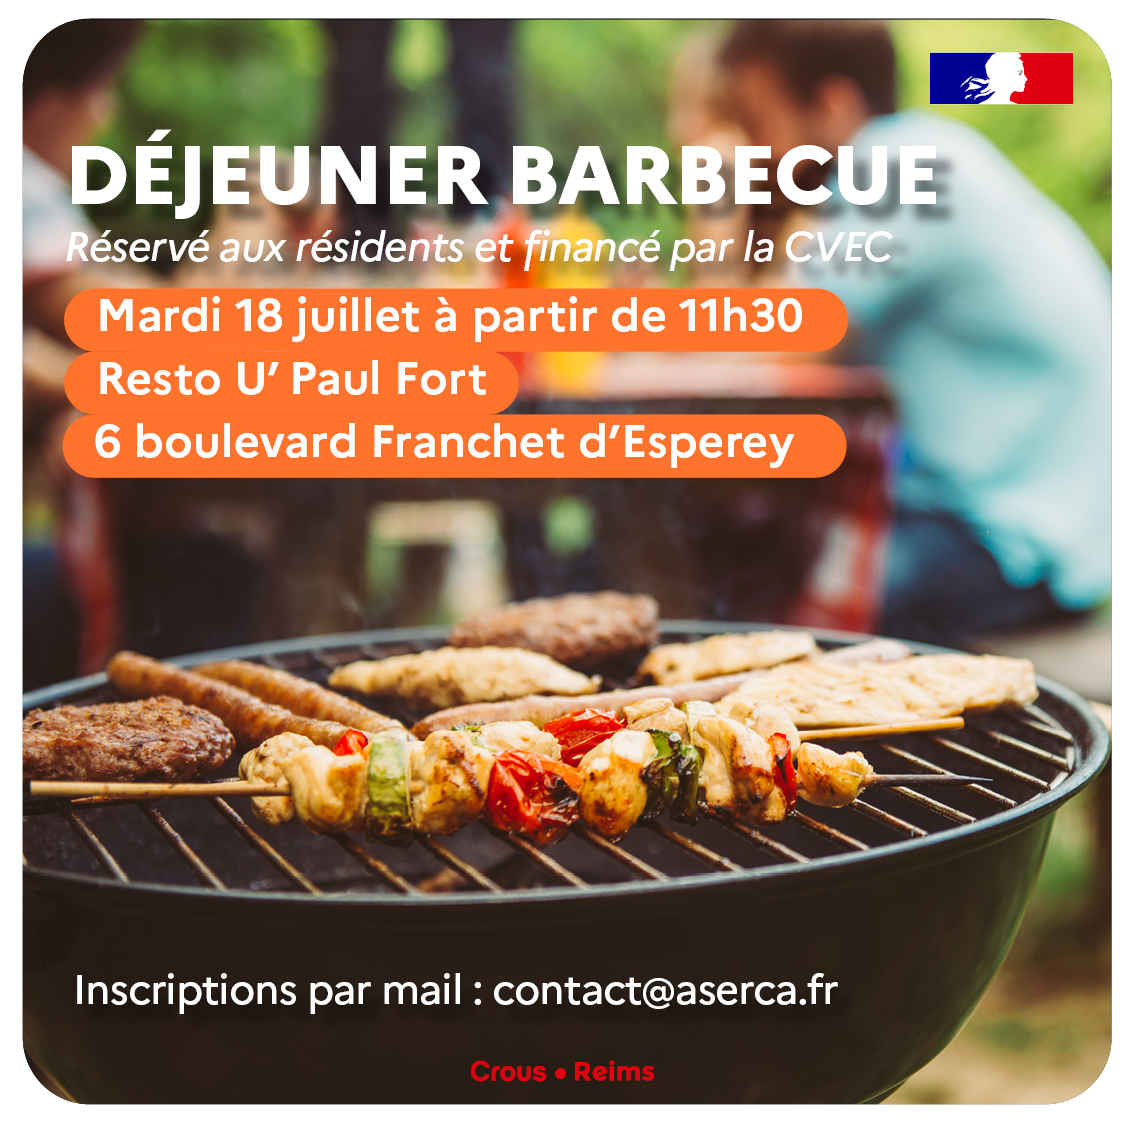 DÉJEUNER BARBECUE
Réservé aux résidents et financé par la CVEC
Mardi 18 juillet à partir de 11h30
Resto U’ Paul Fort
6 boulevard Franchet d’Esperey
Inscriptions par mail : contact@aserca.fr
Crous • Reims